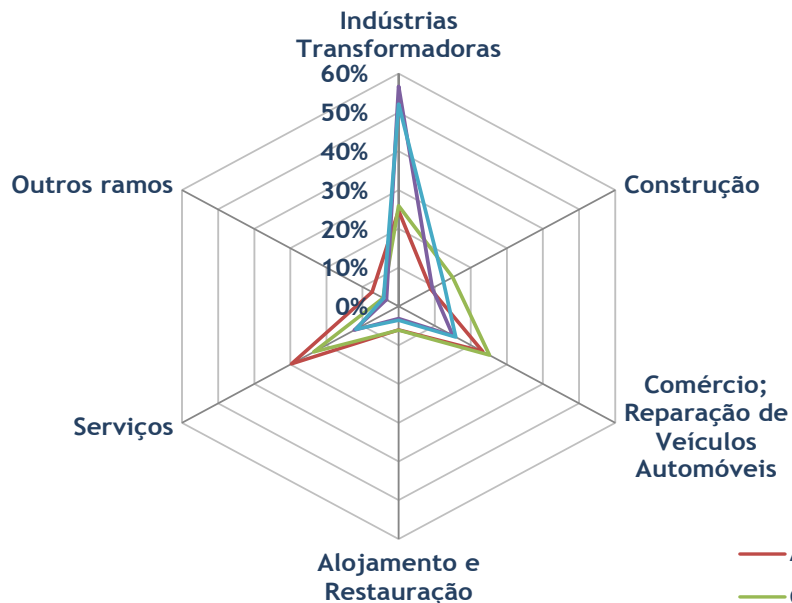 Indústrias
Transformadoras
60%
50%
40%
30%
20%
10%
0%
Outros ramos
Construção
Serviços
Comércio;
Reparação de
Veículos
Automóveis
Alojamento e
Restauração